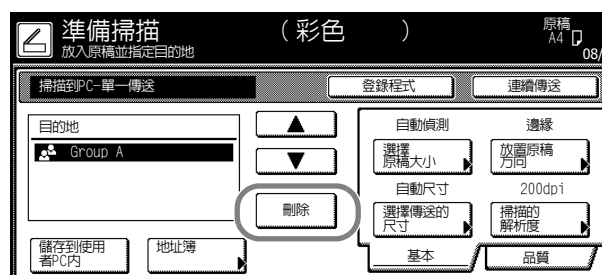 準備掃描
（彩色　　）
放入原稿並指定目的地
原稿
A4
08/
掃描到PC-單一傳送
登錄程式
連續傳送
目的地
Group A
刪除
儲存到使用
者PC内
地址簿
自動偵測
邊緣
選擇
原稿大小
放置原稿
方向
自動尺寸
200dpi
選擇傳送的
尺寸
掃描的
解析度
基本
品質